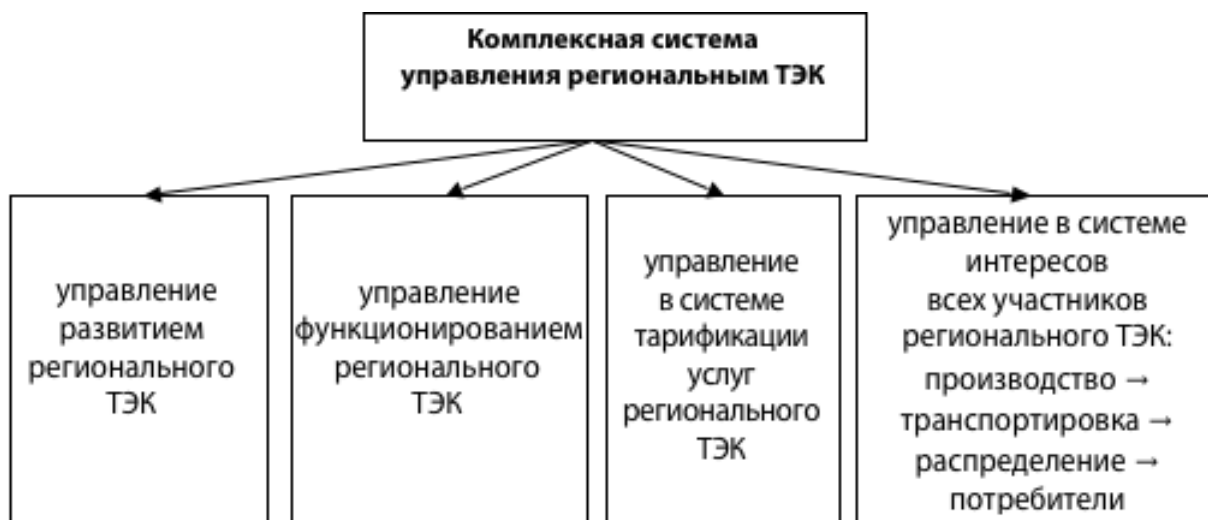 Комплексная система
управления региональным ТЭК
управление
развитием
регионального
ТЭК
управление
функционированием
регионального
ТЭК
управление
в системе
тарификации
услуг
регионального
ТЭК
управление в системе
интересов
всех участников
регионального ТЭК:
производство →
транспортировка →
распределение →
потребители